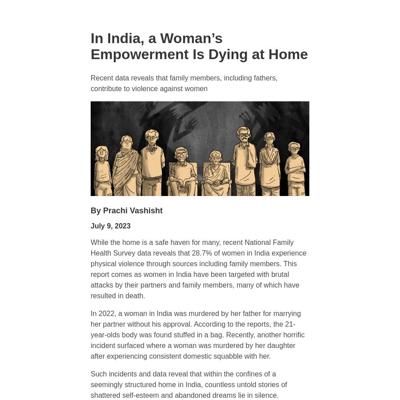 In India, a Woman’s
Empowerment Is Dying at Home
Recent data reveals that family members, including fathers,
contribute to violence against women
By Prachi Vashisht
July 9, 2023
While the home is a safe haven for many, recent National Family
Health Survey data reveals that 28.7% of women in India experience
physical violence through sources including family members. This
report comes as women in India have been targeted with brutal
attacks by their partners and family members, many of which have
resulted in death.
In 2022, a woman in India was murdered by her father for marrying
her partner without his approval. According to the reports, the 21-
year-olds body was found stuffed in a bag. Recently, another horrific
incident surfaced where a woman was murdered by her daughter
after experiencing consistent domestic squabble with her.
Such incidents and data reveal that within the confines of a
seemingly structured home in India, countless untold stories of
shattered self-esteem and abandoned dreams lie in silence.